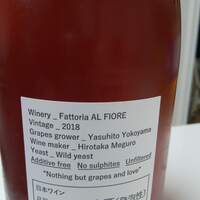 Winery _ Fattoria AL FIORE
Vintage _ 2018
Grapes grower _ Yasuhito Yokoyama
Wine maker _ Hirotaka Meguro
Yeast _ Wild yeast
Additive free No sulphites Unfiltered
"Nothing but grapes and love"
日本ワイン